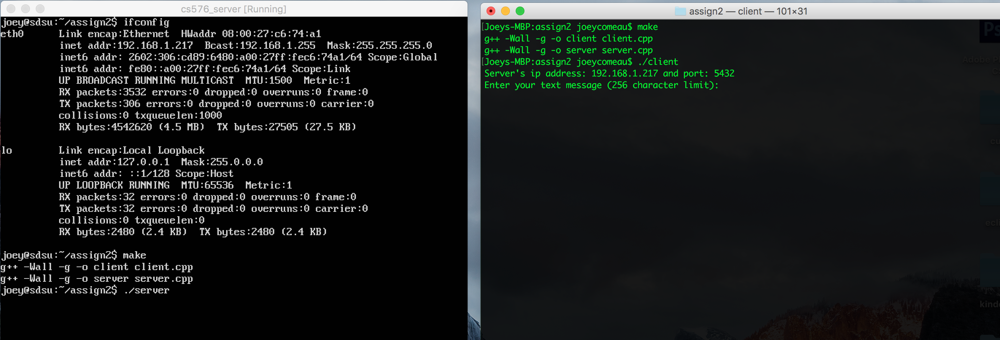 cs576_server [Running]
joey@sdsu:~/assign2$ ifconfig
eth0      Link encap:Ethernet  HWaddr 08:00:27:c6:74:a1
          inet addr:192.168.1.217  Bcast:192.168.1.255  Mask:255.255.255.0
          inet6 addr: 2602:306:cd89:6480:a00:27ff:fec6:74a1/64 Scope:Global
          inet6 addr: fe80::a00:27ff:fec6:74a1/64 Scope:Link
          UP BROADCAST RUNNING MULTICAST  MTU:1500  Metric:1
          RX packets:3532 errors:0 dropped:0 overruns:0 frame:0
          TX packets:306 errors:0 dropped:0 overruns:0 carrier:0
          collisions:0 txqueuelen:1000
          RX bytes:4542620 (4.5 MB)  TX bytes:27505 (27.5 KB)
lo        Link encap:Local Loopback
          inet addr:127.0.0.1  Mask:255.0.0.0
          inet6 addr: ::1/128 Scope:Host
          UP LOOPBACK RUNNING  MTU:65536  Metric:1
          RX packets:32 errors:0 dropped:0 overruns:0 frame:0
          TX packets:32 errors:0 dropped:0 overruns:0 carrier:0
          collisions:0 txqueuelen:0
          RX bytes:2480 (2.4 KB)  TX bytes:2480 (2.4 KB)
joey@sdsu:~/assign2$ make
g++ -Wall -g -o client client.cpp
g++ -Wall -g -o server server.cpp
joey@sdsu:~/assign2$ ./server
assign2 — client — 101×31
[Joeys-MBP:assign2 joeycomeau$ make
g++ -Wall -g -o client client.cpp
g++ -Wall -g -o server server.cpp
[Joeys-MBP:assign2 joeycomeau$ ./client
Server's ip address: 192.168.1.217 and port: 5432
Enter your text message (256 character limit):
Ps
Adobe